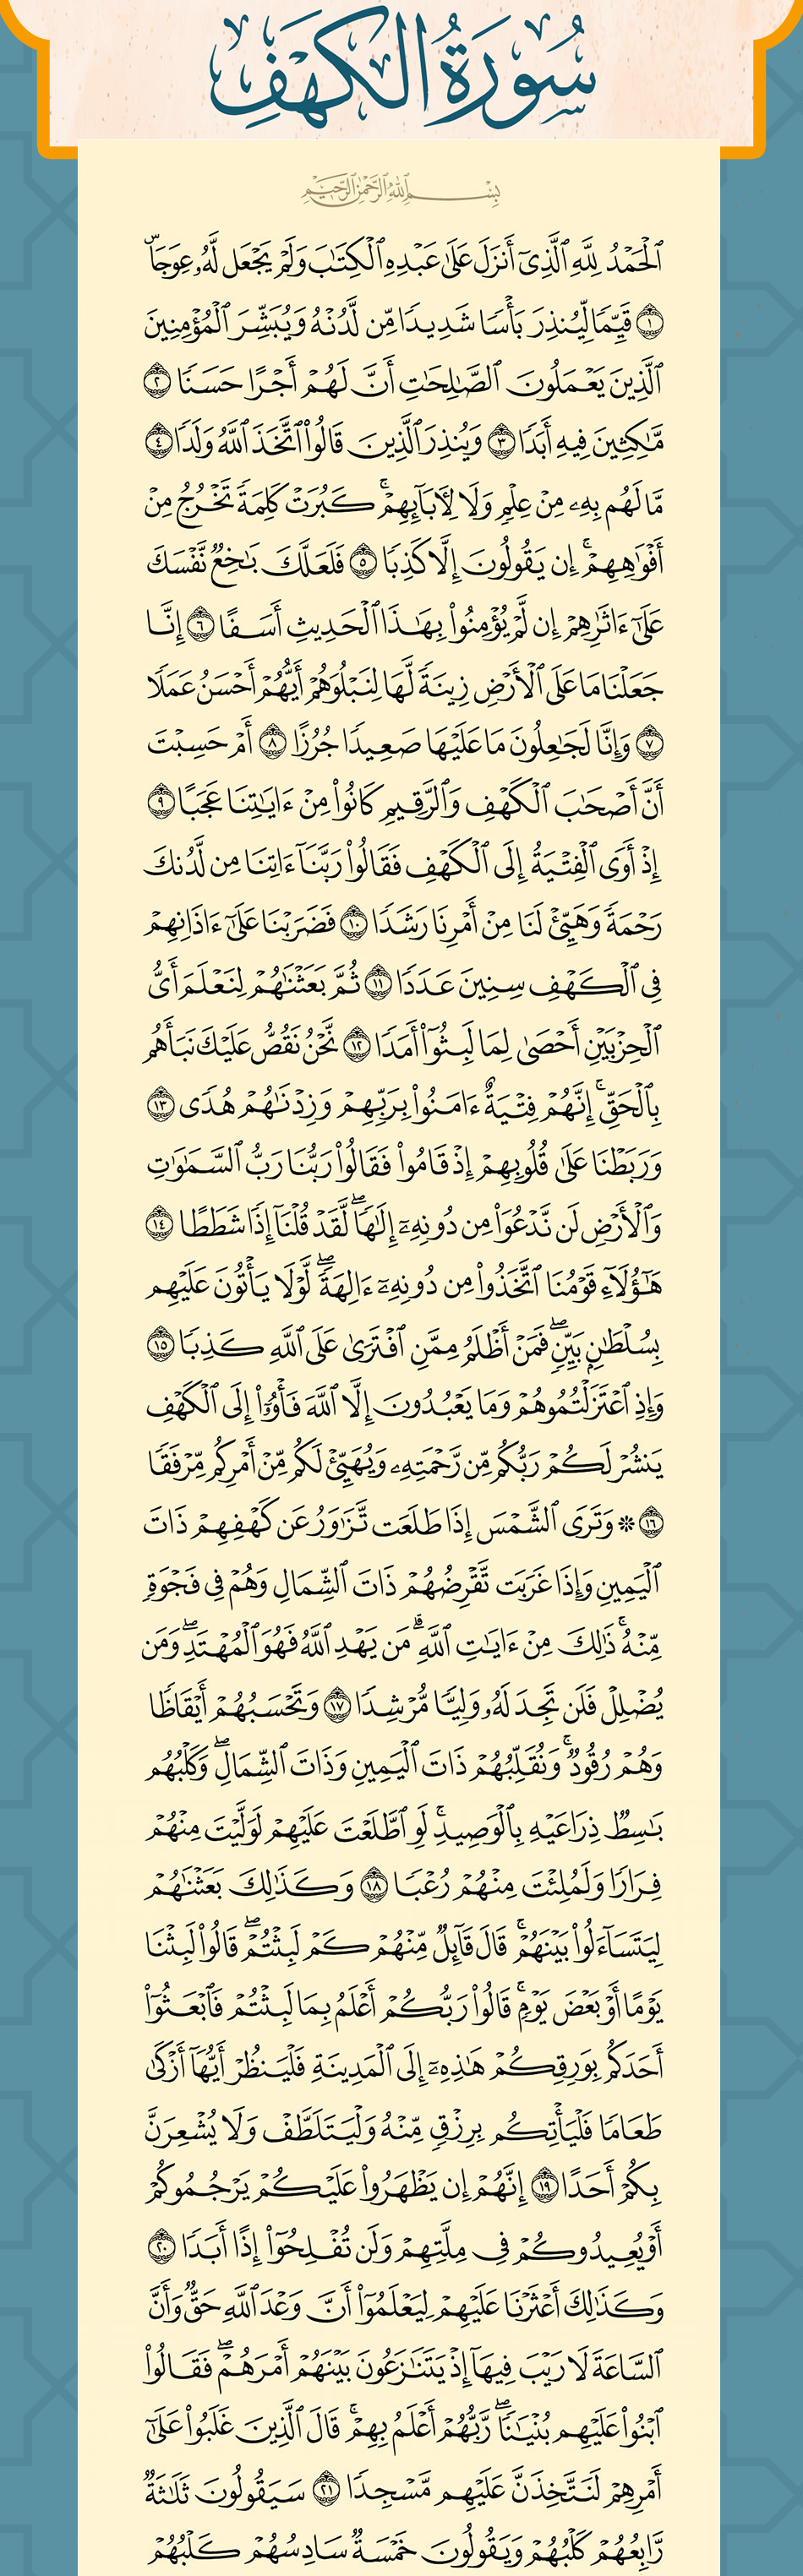 سُورَةُ الكَهْفِ
بِسْمِ ٱللَّهِ ٱلرَّحْمَٰنِ ٱلرَّحِيمِ
ٱلْحَمْدُ لِلَّهِ ٱلَّذِىٓ أَنزَلَ عَلَىٰ عَبْدِهِ ٱلْكِتَٰبَ وَلَمْ يَجْعَل لَّهُۥ عِوَجَاۜ
١ قَيِّمًا لِّيُنذِرَ بَأْسًا شَدِيدًا مِّن لَّدُنْهُ وَيُبَشِّرَ ٱلْمُؤْمِنِينَ
ٱلَّذِينَ يَعْمَلُونَ ٱلصَّٰلِحَٰتِ أَنَّ لَهُمْ أَجْرًا حَسَنًا ٢
مَّٰكِثِينَ فِيهِ أَبَدًا ٣ وَيُنذِرَ ٱلَّذِينَ قَالُوا۟ ٱتَّخَذَ ٱللَّهُ وَلَدًا ٤
مَّا لَهُم بِهِۦ مِنْ عِلْمٍ وَلَا لِـَٔابَآئِهِمْ ۚ كَبُرَتْ كَلِمَةً تَخْرُجُ مِنْ
أَفْوَٰهِهِمْ ۚ إِن يَقُولُونَ إِلَّا كَذِبًا ٥ فَلَعَلَّكَ بَٰخِعٌ نَّفْسَكَ
عَلَىٰٓ ءَاثَٰرِهِمْ إِن لَّمْ يُؤْمِنُوا۟ بِهَٰذَا ٱلْحَدِيثِ أَسَفًا ٦ إِنَّا
جَعَلْنَا مَا عَلَى ٱلْأَرْضِ زِينَةً لَّهَا لِنَبْلُوَهُمْ أَيُّهُمْ أَحْسَنُ عَمَلًا
٧ وَإِنَّا لَجَٰعِلُونَ مَا عَلَيْهَا صَعِيدًا جُرُزًا ٨ أَمْ حَسِبْتَ
أَنَّ أَصْحَٰبَ ٱلْكَهْفِ وَٱلرَّقِيمِ كَانُوا۟ مِنْ ءَايَٰتِنَا عَجَبًا ٩
إِذْ أَوَى ٱلْفِتْيَةُ إِلَى ٱلْكَهْفِ فَقَالُوا۟ رَبَّنَآ ءَاتِنَا مِن لَّدُنكَ
رَحْمَةً وَهَيِّئْ لَنَا مِنْ أَمْرِنَا رَشَدًا ١٠ فَضَرَبْنَا عَلَىٰٓ ءَاذَانِهِمْ
فِى ٱلْكَهْفِ سِنِينَ عَدَدًا ١١ ثُمَّ بَعَثْنَٰهُمْ لِنَعْلَمَ أَىُّ
ٱلْحِزْبَيْنِ أَحْصَىٰ لِمَا لَبِثُوٓا۟ أَمَدًا ١٢ نَّحْنُ نَقُصُّ عَلَيْكَ نَبَأَهُم
بِٱلْحَقِّ ۚ إِنَّهُمْ فِتْيَةٌ ءَامَنُوا۟ بِرَبِّهِمْ وَزِدْنَٰهُمْ هُدًى ١٣
وَرَبَطْنَا عَلَىٰ قُلُوبِهِمْ إِذْ قَامُوا۟ فَقَالُوا۟ رَبُّنَا رَبُّ ٱلسَّمَٰوَٰتِ
وَٱلْأَرْضِ لَن نَّدْعُوَا۟ مِن دُونِهِۦٓ إِلَٰهًا ۖ لَّقَدْ قُلْنَآ إِذًا شَطَطًا ١٤
هَٰٓؤُلَآءِ قَوْمُنَا ٱتَّخَذُوا۟ مِن دُونِهِۦٓ ءَالِهَةً ۖ لَّوْلَا يَأْتُونَ عَلَيْهِم
بِسُلْطَٰنٍۭ بَيِّنٍ ۖ فَمَنْ أَظْلَمُ مِمَّنِ ٱفْتَرَىٰ عَلَى ٱللَّهِ كَذِبًا ١٥
وَإِذِ ٱعْتَزَلْتُمُوهُمْ وَمَا يَعْبُدُونَ إِلَّا ٱللَّهَ فَأْوُۥٓا۟ إِلَى ٱلْكَهْفِ
يَنشُرْ لَكُمْ رَبُّكُم مِّن رَّحْمَتِهِۦ وَيُهَيِّئْ لَكُم مِّنْ أَمْرِكُم مِّرْفَقًا
١٦ ۞ وَتَرَى ٱلشَّمْسَ إِذَا طَلَعَت تَّزَٰوَرُ عَن كَهْفِهِمْ ذَاتَ
ٱلْيَمِينِ وَإِذَا غَرَبَت تَّقْرِضُهُمْ ذَاتَ ٱلشِّمَالِ وَهُمْ فِى فَجْوَةٍ
مِّنْهُ ۚ ذَٰلِكَ مِنْ ءَايَٰتِ ٱللَّهِ ۗ مَن يَهْدِ ٱللَّهُ فَهُوَ ٱلْمُهْتَدِ ۖ وَمَن
يُضْلِلْ فَلَن تَجِدَ لَهُۥ وَلِيًّا مُّرْشِدًا ١٧ وَتَحْسَبُهُمْ أَيْقَاظًا
وَهُمْ رُقُودٌ ۚ وَنُقَلِّبُهُمْ ذَاتَ ٱلْيَمِينِ وَذَاتَ ٱلشِّمَالِ ۖ وَكَلْبُهُم
بَٰسِطٌ ذِرَاعَيْهِ بِٱلْوَصِيدِ ۚ لَوِ ٱطَّلَعْتَ عَلَيْهِمْ لَوَلَّيْتَ مِنْهُمْ
فِرَارًا وَلَمُلِئْتَ مِنْهُمْ رُعْبًا ١٨ وَكَذَٰلِكَ بَعَثْنَٰهُمْ
لِيَتَسَآءَلُوا۟ بَيْنَهُمْ ۚ قَالَ قَآئِلٌ مِّنْهُمْ كَمْ لَبِثْتُمْ ۖ قَالُوا۟ لَبِثْنَا
يَوْمًا أَوْ بَعْضَ يَوْمٍ ۚ قَالُوا۟ رَبُّكُمْ أَعْلَمُ بِمَا لَبِثْتُمْ فَٱبْعَثُوٓا۟
أَحَدَكُم بِوَرِقِكُمْ هَٰذِهِۦٓ إِلَى ٱلْمَدِينَةِ فَلْيَنظُرْ أَيُّهَآ أَزْكَىٰ
طَعَامًا فَلْيَأْتِكُم بِرِزْقٍ مِّنْهُ وَلْيَتَلَطَّفْ وَلَا يُشْعِرَنَّ
بِكُمْ أَحَدًا ١٩ إِنَّهُمْ إِن يَظْهَرُوا۟ عَلَيْكُمْ يَرْجُمُوكُمْ
أَوْ يُعِيدُوكُمْ فِى مِلَّتِهِمْ وَلَن تُفْلِحُوٓا۟ إِذًا أَبَدًا ٢٠
وَكَذَٰلِكَ أَعْثَرْنَا عَلَيْهِمْ لِيَعْلَمُوٓا۟ أَنَّ وَعْدَ ٱللَّهِ حَقٌّ وَأَنَّ
ٱلسَّاعَةَ لَا رَيْبَ فِيهَآ إِذْ يَتَنَٰزَعُونَ بَيْنَهُمْ أَمْرَهُمْ ۖ فَقَالُوا۟
ٱبْنُوا۟ عَلَيْهِم بُنْيَٰنًا ۖ رَّبُّهُمْ أَعْلَمُ بِهِمْ ۚ قَالَ ٱلَّذِينَ غَلَبُوا۟ عَلَىٰٓ
أَمْرِهِمْ لَنَتَّخِذَنَّ عَلَيْهِم مَّسْجِدًا ٢١ سَيَقُولُونَ ثَلَٰثَةٌ
رَّابِعُهُمْ كَلْبُهُمْ وَيَقُولُونَ خَمْسَةٌ سَادِسُهُمْ كَلْبُهُمْ